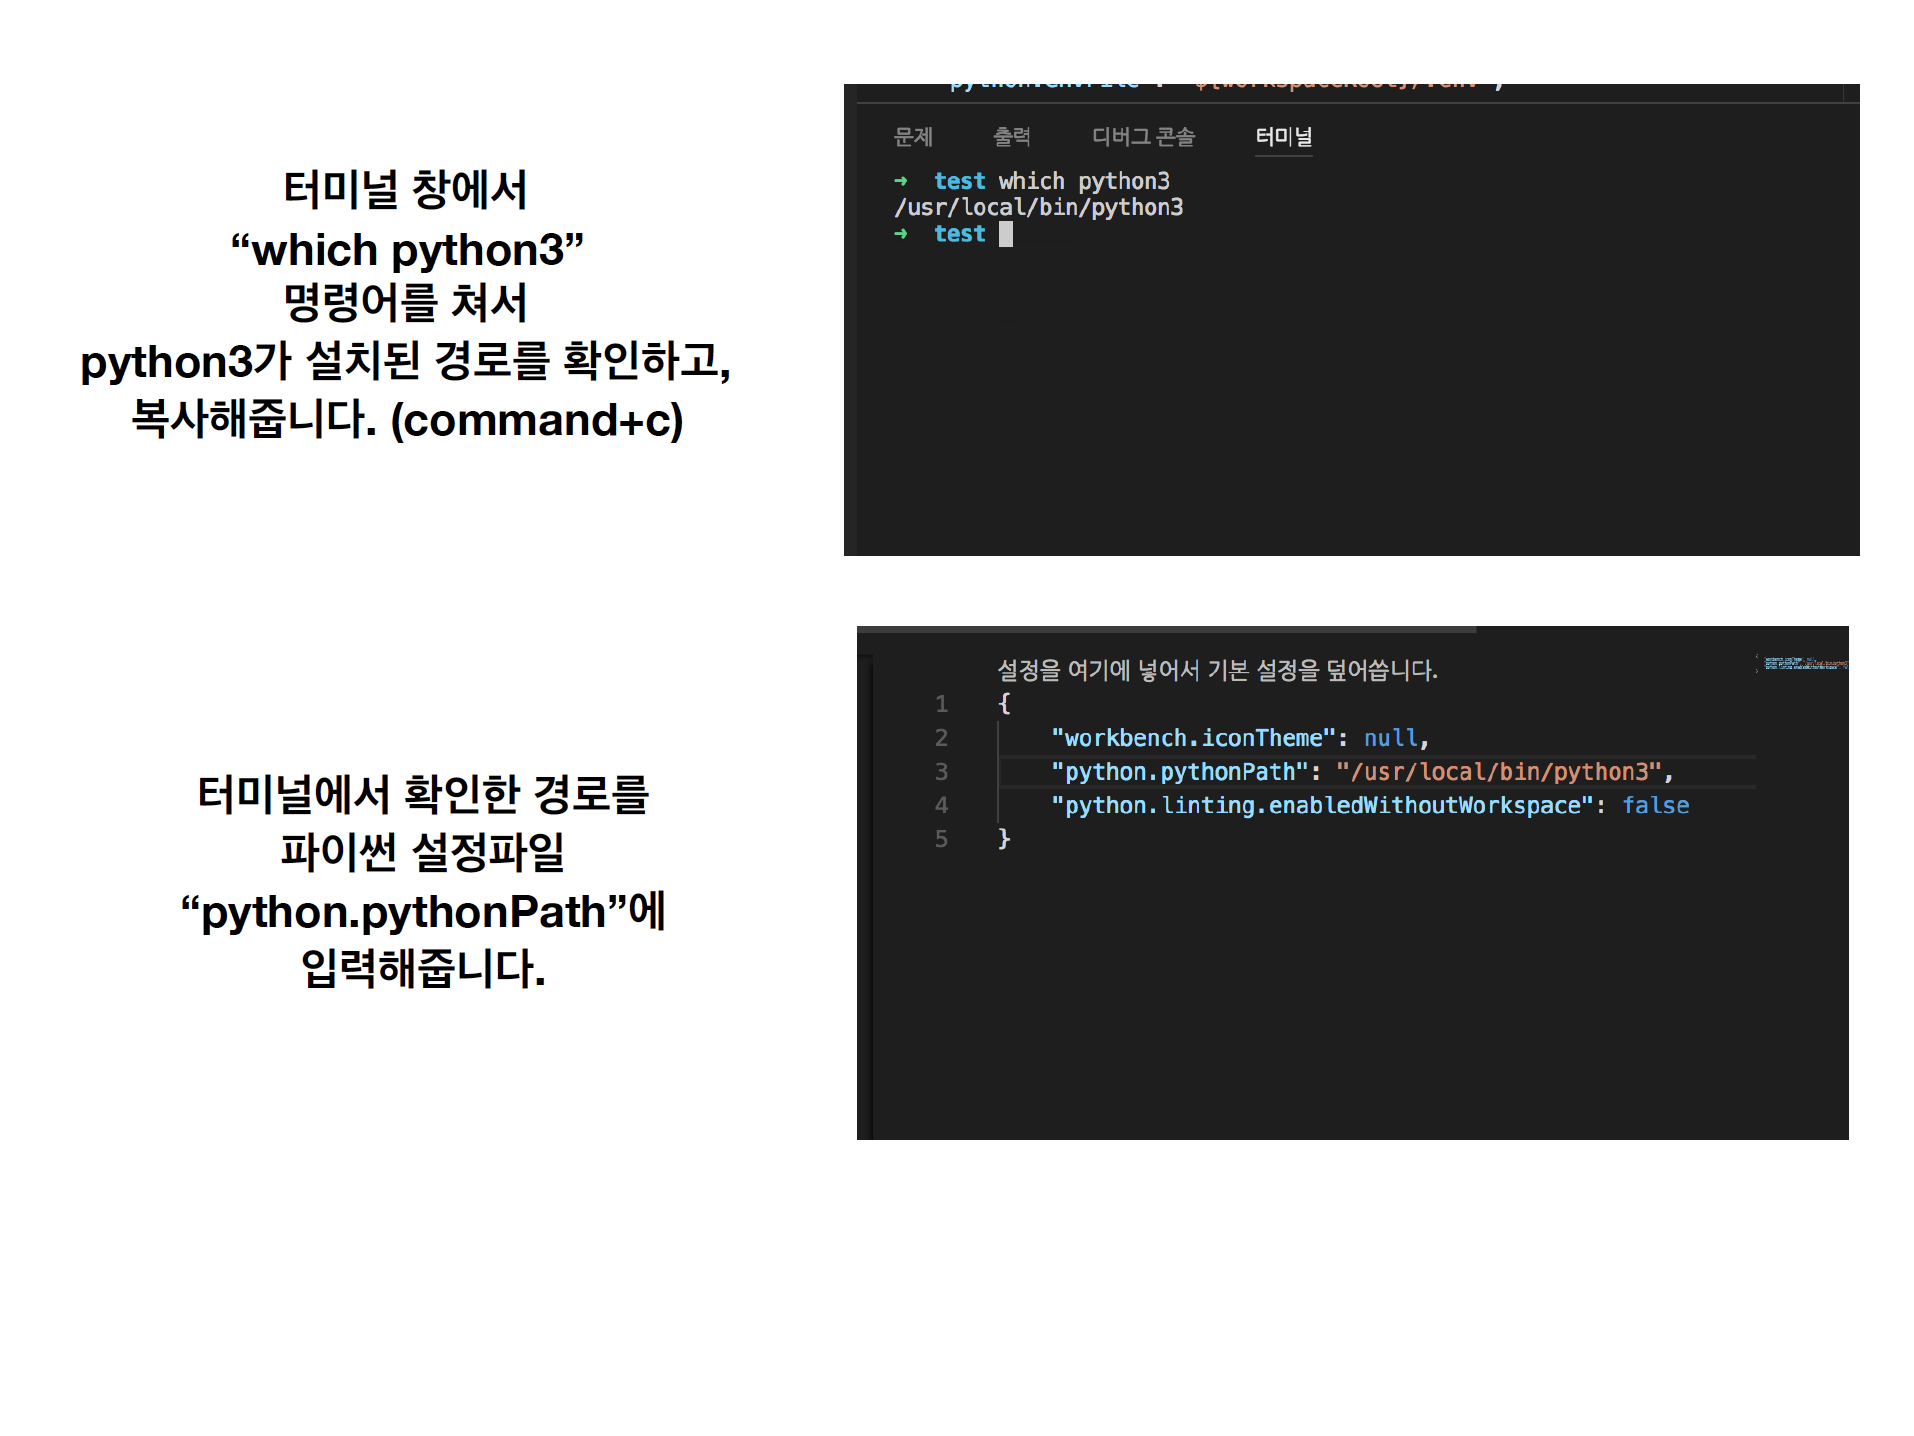 터미널 창에서
“which python3”
명령어를 쳐서
python3가 설치된 경로를 확인하고,
복사해줍니다. (command+c)
문제 출력 디버그 콘솔 터미널
➜ test which python3
/usr/local/bin/python3
➜ test
터미널에서 확인한 경로를
파이썬 설정파일
“python.pythonPath”에
입력해줍니다.
설정을 여기에 넣어서 기본 설정을 덮어씁니다.
1 {
2 "workbench.iconTheme": null,
3 "python.pythonPath": "/usr/local/bin/python3",
4 "python.linting.enabledWithoutWorkspace": false
5 }